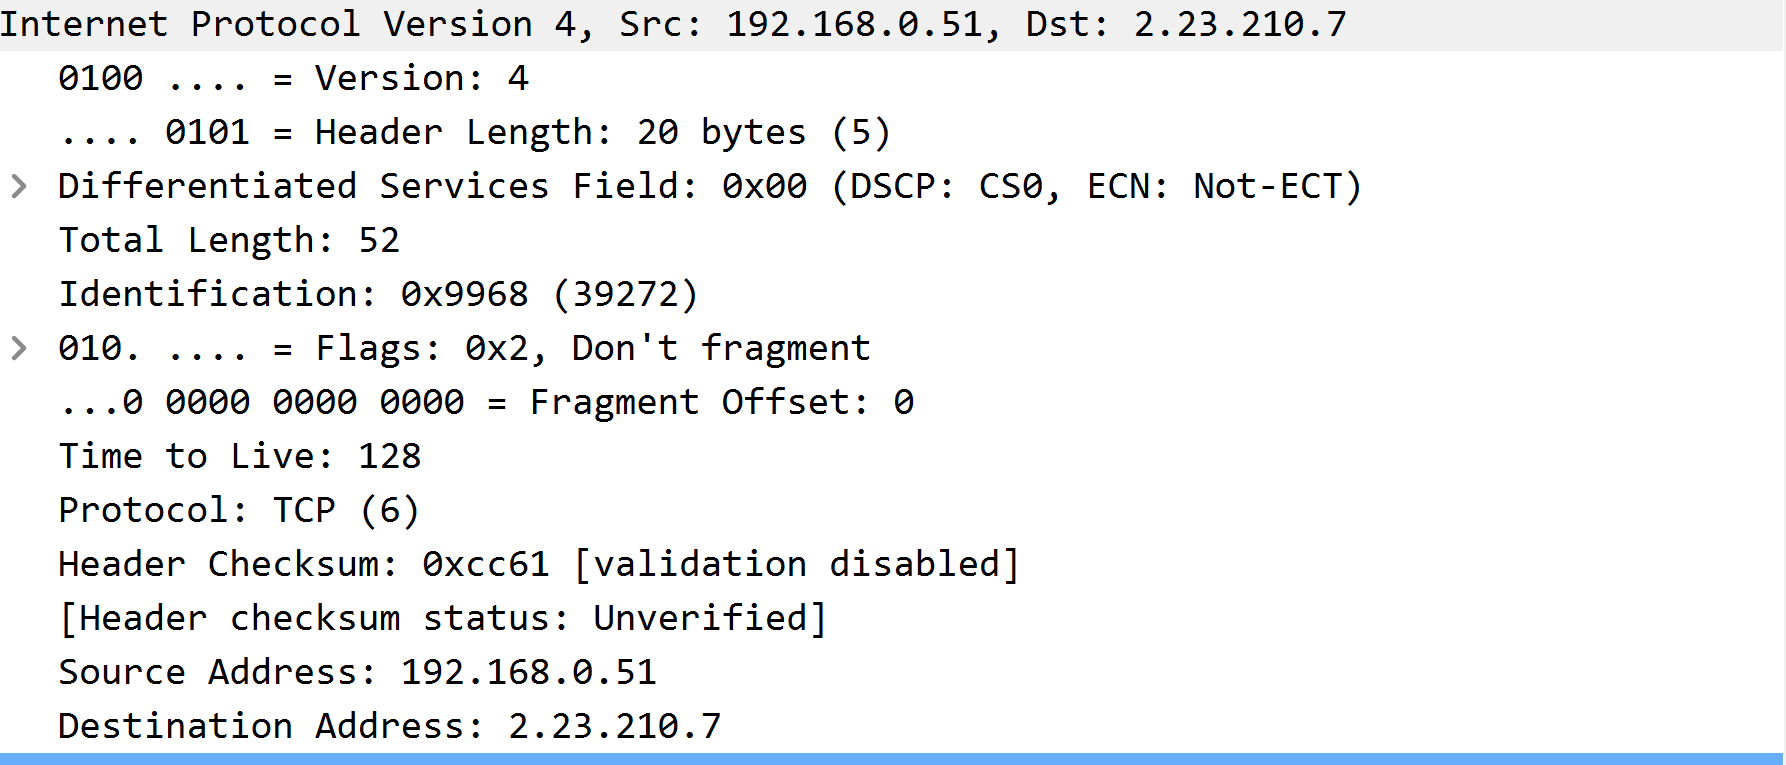 Internet Protocol Version 4, Src: 192.168.0.51, Dst: 2.23.210.7
0100 .... = Version: 4
.... 0101 = Header Length: 20 bytes (5)
Differentiated Services Field: 0x00 (DSCP: CS0, ECN: Not-ECT)
Total Length: 52
Identification: 0x9968 (39272)
010. .... = Flags: 0x2, Don't fragment
...0 0000 0000 0000 = Fragment Offset: 0
Time to Live: 128
Protocol: TCP (6)
Header Checksum: 0xcc61 [validation disabled]
[Header checksum status: Unverified]
Source Address: 192.168.0.51
Destination Address: 2.23.210.7